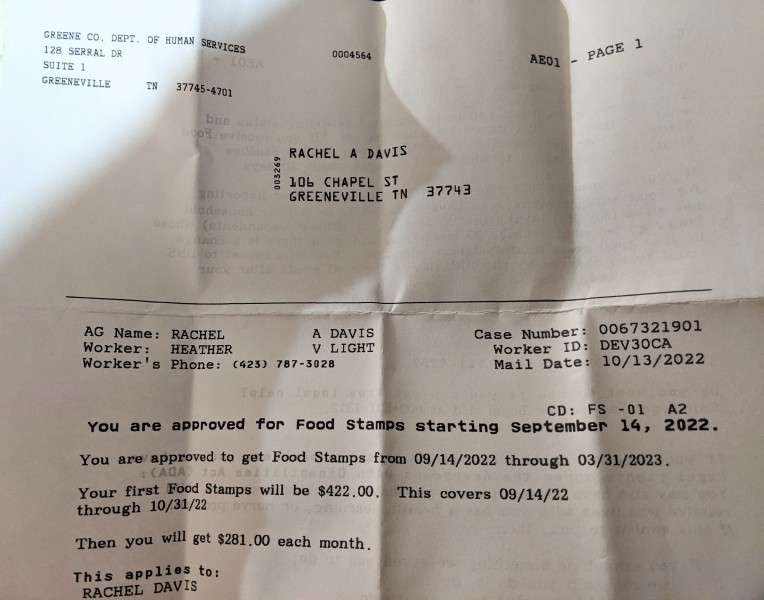 GREENE CO. DEPT. OF HUMAN SERVICES
128 SERRAL DR
SUITE 1
GREENEVILLE TN 37745-4701
0004564
AE01 - PAGE 1
003269
RACHEL A DAVIS
106 CHAPEL ST
GREENEVILLE TN 37743
AG Name: RACHEL A DAVIS
Worker: HEATHER V LIGHT
Worker's Phone: (423) 787-3028
Case Number: 0067321901
Worker ID: DEV30CA
Mail Date: 10/13/2022
CD: FS -01 A2
You are approved for Food Stamps starting September 14, 2022.
You are approved to get Food Stamps from 09/14/2022 through 03/31/2023.
Your first Food Stamps will be $422.00. This covers 09/14/22
through 10/31/22
Then you will get $281.00 each month.
This applies to:
RACHEL DAVIS